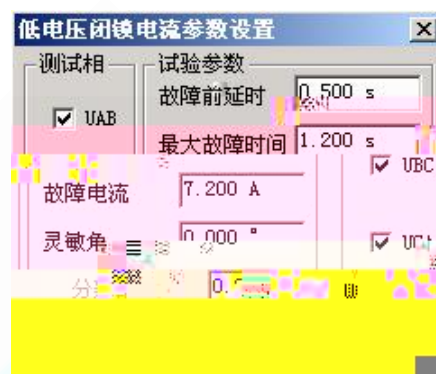 低电压闭锁电流参数设置
测试相 试验参数
故障前延时 0.500 s
UAB
最大故障时间 1.200 s
UBC
故障电流 7.200 A
灵敏角 0.000 °